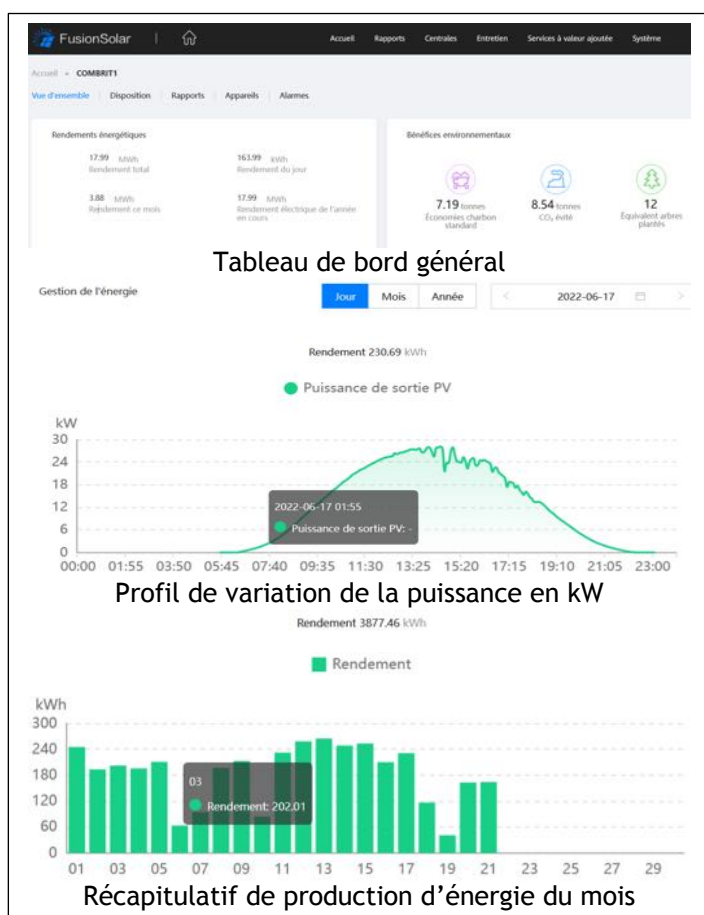 FusionSolar
Accueil Rapports Centrales Entretien Services à valeur ajoutée Système
Accueil COMBRIT1
Vue d'ensemble Disposition Rapports Appareils Alarmes
Rendements énergétiques
17.99 MWh
Rendement total
163.99 kWh
Rendement du jour
3.88 MWh
Rendement ce mois
17.99 MWh
Rendement électrique de l'année
en cours
Bénéfices environnementaux
7.19 tonnes
Économies charbon
standard
8.54 tonnes
CO₂ évité
12
Equivalent arbres
plantés
Tableau de bord général
Gestion de l'énergie
Jour Mois Année < 2022-06-17 >
Rendement 230.69 kWh
Puissance de sortie PV
kW
30
24
18
12
6
0
2022-06-17 01:55
Puissance de sortie PV: -
00:00 01:55 03:50 05:45 07:40 09:35 11:30 13:25 15:20 17:15 19:10 21:05 23:00
Profil de variation de la puissance en kW
Rendement 3877.46 kWh
Rendement
kWh
300
240
180
120
60
0
03
Rendement: 202.01
01 03 05 07 09 11 13 15 17 19 21 23 25 27 29
Récapitulatif de production d'énergie du mois